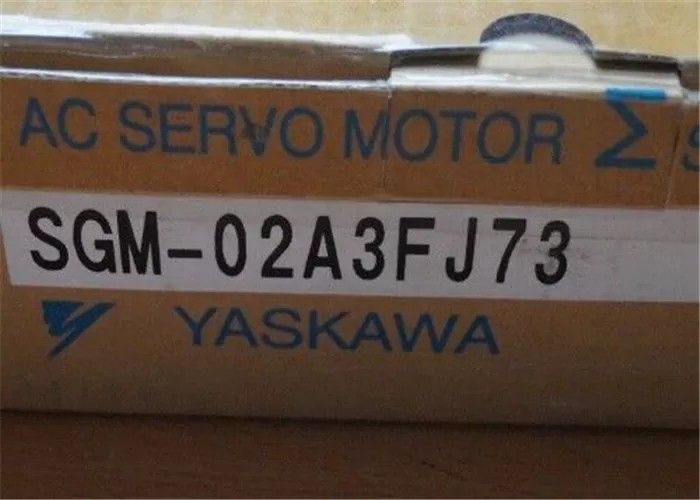 AC SERVO MOTOR Σ S
SGM-02A3FJ73
YASKAWA